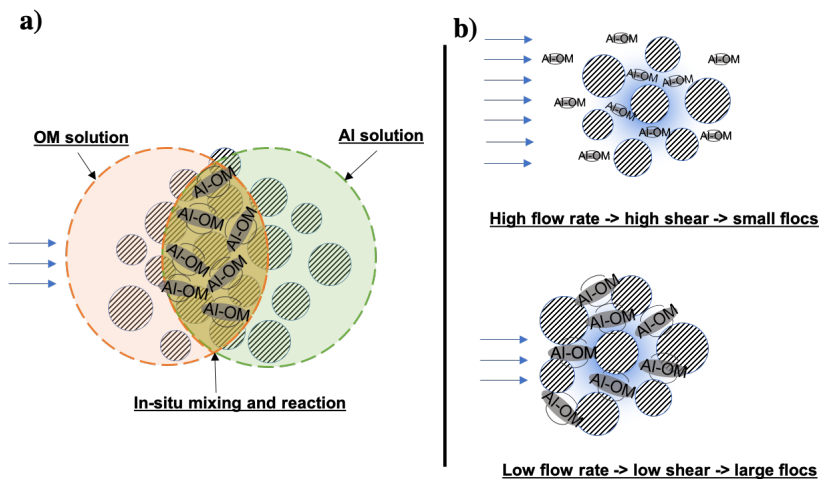 a)
OM solution
Al solution
Al-OM
Al-OM
Al-OM
Al-OM
Al-OM
Al-OM
Al-OM
In-situ mixing and reaction
b)
Al-OM
Al-OM
Al-OM
Al-OM
Al-OM
Al-OM
Al-OM
Al-OM
Al-OM
Al-OM
High flow rate -> high shear -> small flocs
Al-OM
Al-OM
Al-OM
Al-OM
Al-OM
Al-OM
Al-OM
Low flow rate -> low shear -> large flocs